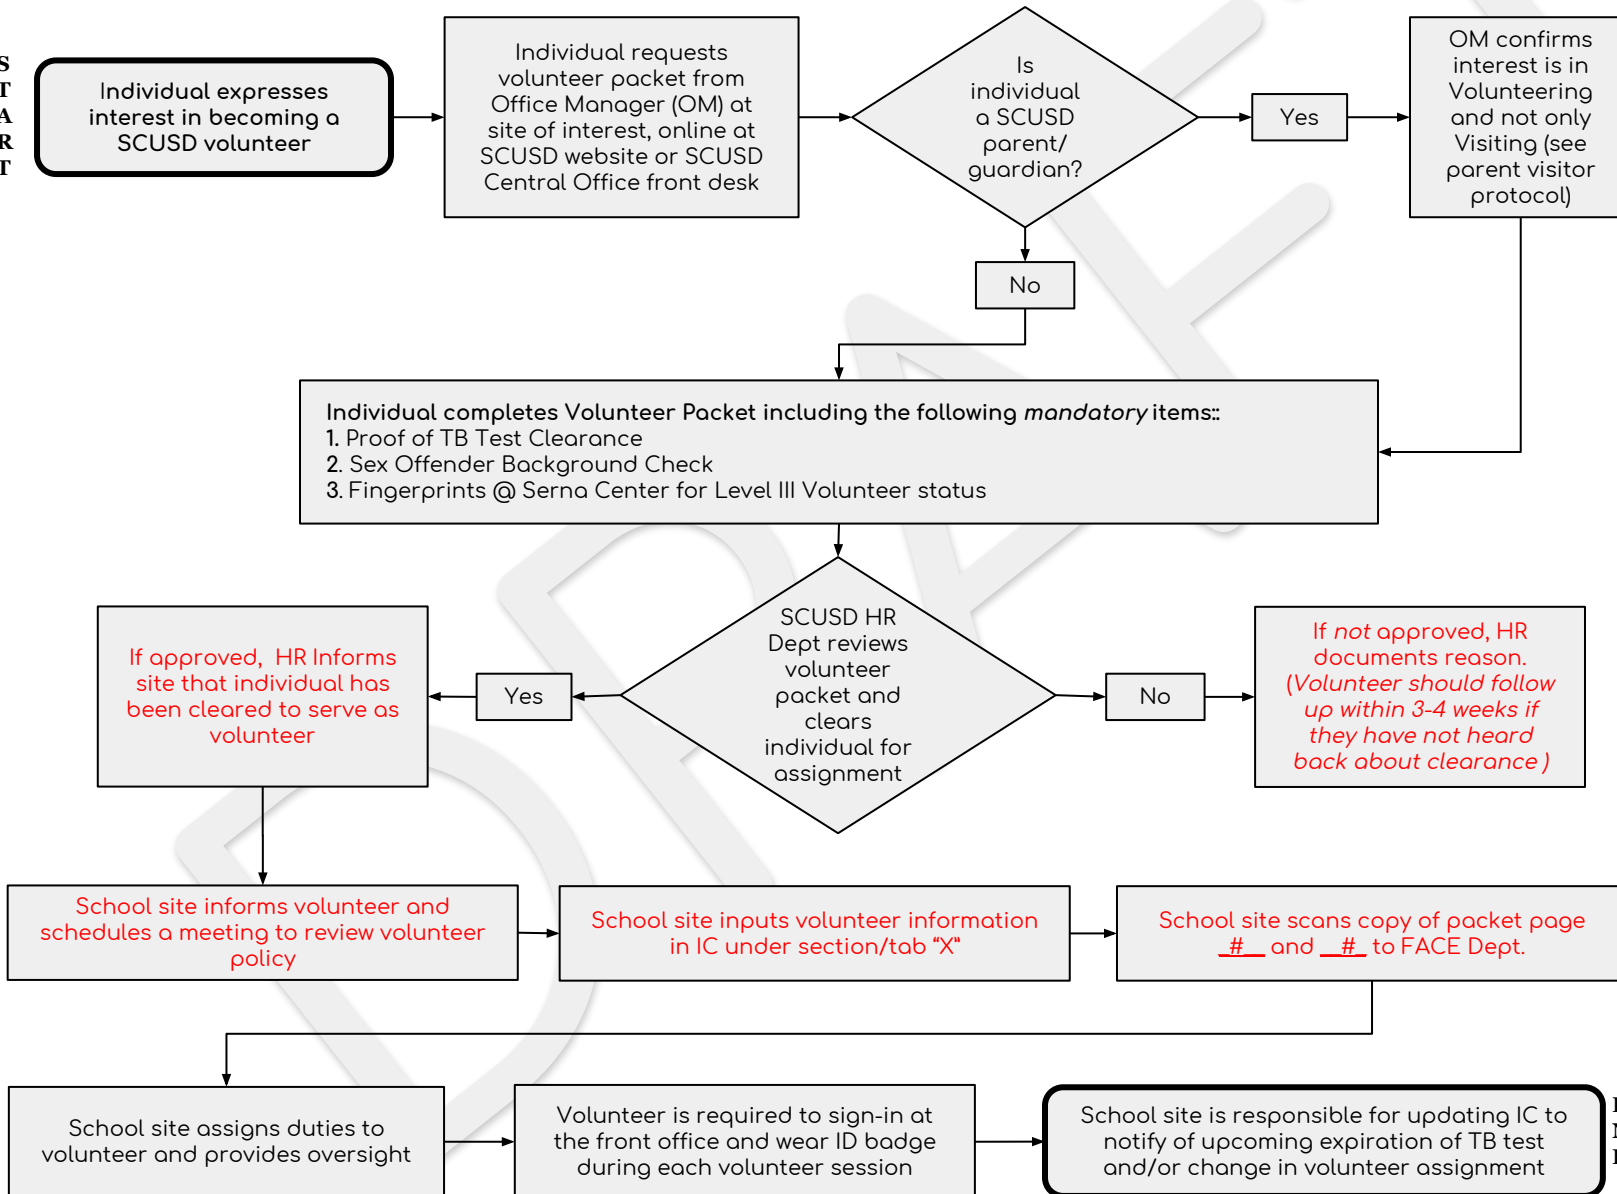 S
T
A
R
T
Individual expresses
interest in becoming a
SCUSD volunteer
Individual requests
volunteer packet from
Office Manager (OM) at
site of interest, online at
SCUSD website or SCUSD
Central Office front desk
Is
individual
a SCUSD
parent/
guardian?
Yes
OM confirms
interest is in
Volunteering
and not only
Visiting (see
parent visitor
protocol)
No
Individual completes Volunteer Packet including the following mandatory items::
1. Proof of TB Test Clearance
2. Sex Offender Background Check
3. Fingerprints @ Serna Center for Level III Volunteer status
SCUSD HR
Dept reviews
volunteer
packet and
clears
individual for
assignment
Yes
If approved,  HR Informs
site that individual has
been cleared to serve as
volunteer
No
If not approved, HR
documents reason.
(Volunteer should follow
up within 3-4 weeks if
they have not heard
back about clearance )
School site informs volunteer and
schedules a meeting to review volunteer
policy
School site inputs volunteer information
in IC under section/tab “X”
School site scans copy of packet page
_#__ and __#_ to FACE Dept.
School site assigns duties to
volunteer and provides oversight
Volunteer is required to sign-in at
the front office and wear ID badge
during each volunteer session
School site is responsible for updating IC to
notify of upcoming expiration of TB test
and/or change in volunteer assignment
DRAFT